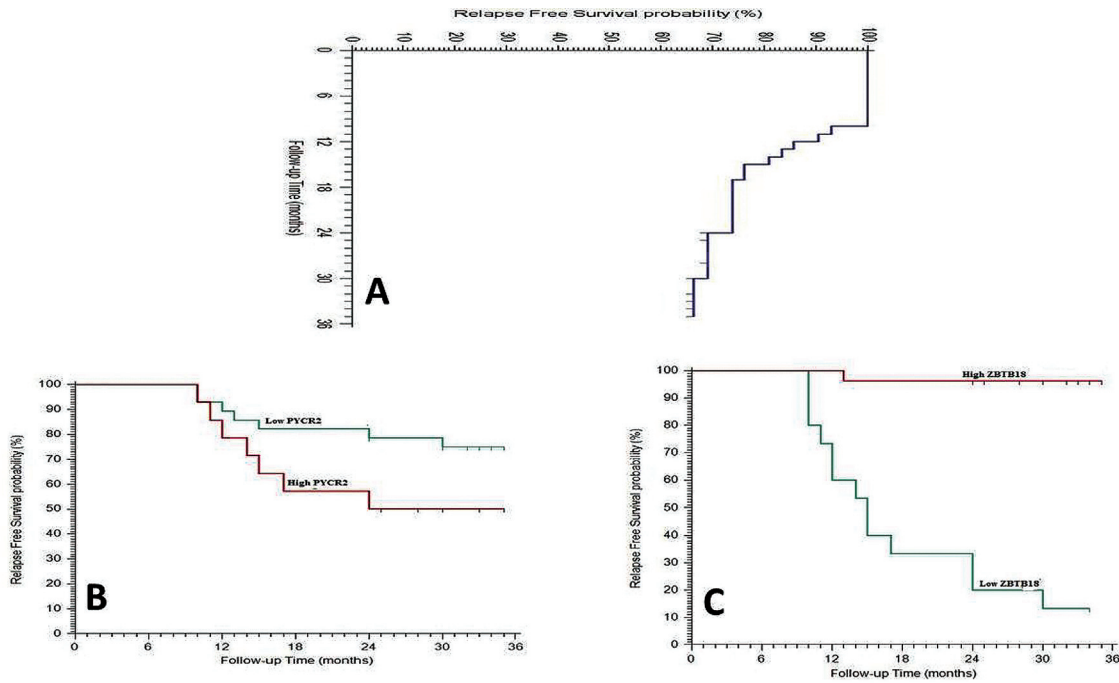 Relapse Free Survival probability (%)
0 10 20 30 60 70 80 90 100
0
6
12
18
24
30
36
Follow-up Time (months)
A
100
90
80
70
60
50
40
30
20
10
0
Relapse Free Survival probability (%)
Low PYCR2
High PYCR2
B
0 6 12 18 24 30 36
Follow-up Time (months)
100
90
80
70
60
50
40
30
20
10
0
Relapse Free Survival probability (%)
High ZBTB18
Low ZBTB18
C
0 6 12 18 24 30 36
Follow-up Time (months)